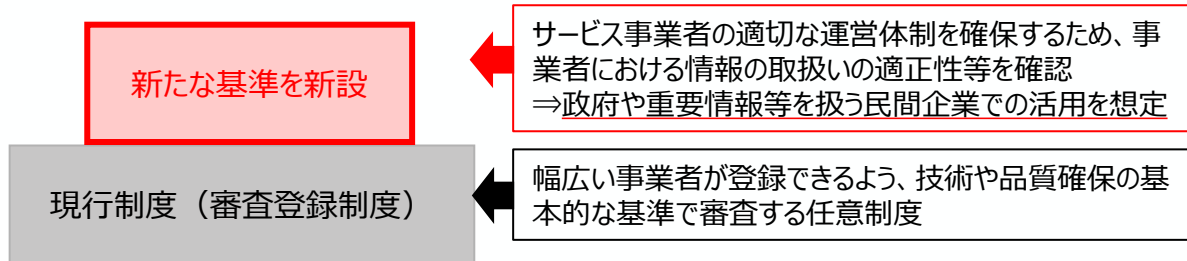 新たな基準を新設
サービス事業者の適切な運営体制を確保するため、事
業者における情報の取扱いの適正性等を確認
⇒政府や重要情報等を扱う民間企業での活用を想定
現行制度（審査登録制度）
幅広い事業者が登録できるよう、技術や品質確保の基
本的な基準で審査する任意制度